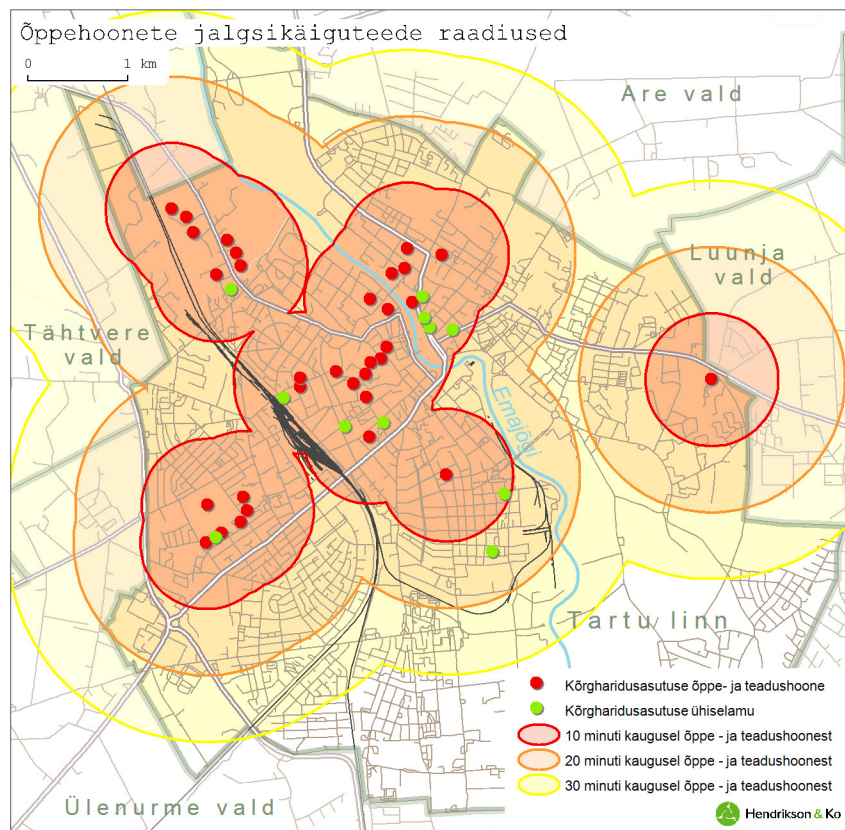 Õppehoonete jalgsikäiguteede raadiused
0 1 km
Are vald
Luunja
vald
Tähtvere
vald
Emajõgi
Tartu linn
Ülenurme vald
Kõrgharidusasutuse õppe- ja teadushoone
Kõrgharidusasutuse ühiselamu
10 minuti kaugusel õppe - ja teadushoonest
20 minuti kaugusel õppe - ja teadushoonest
30 minuti kaugusel õppe - ja teadushoonest
Hendrikson & Ko